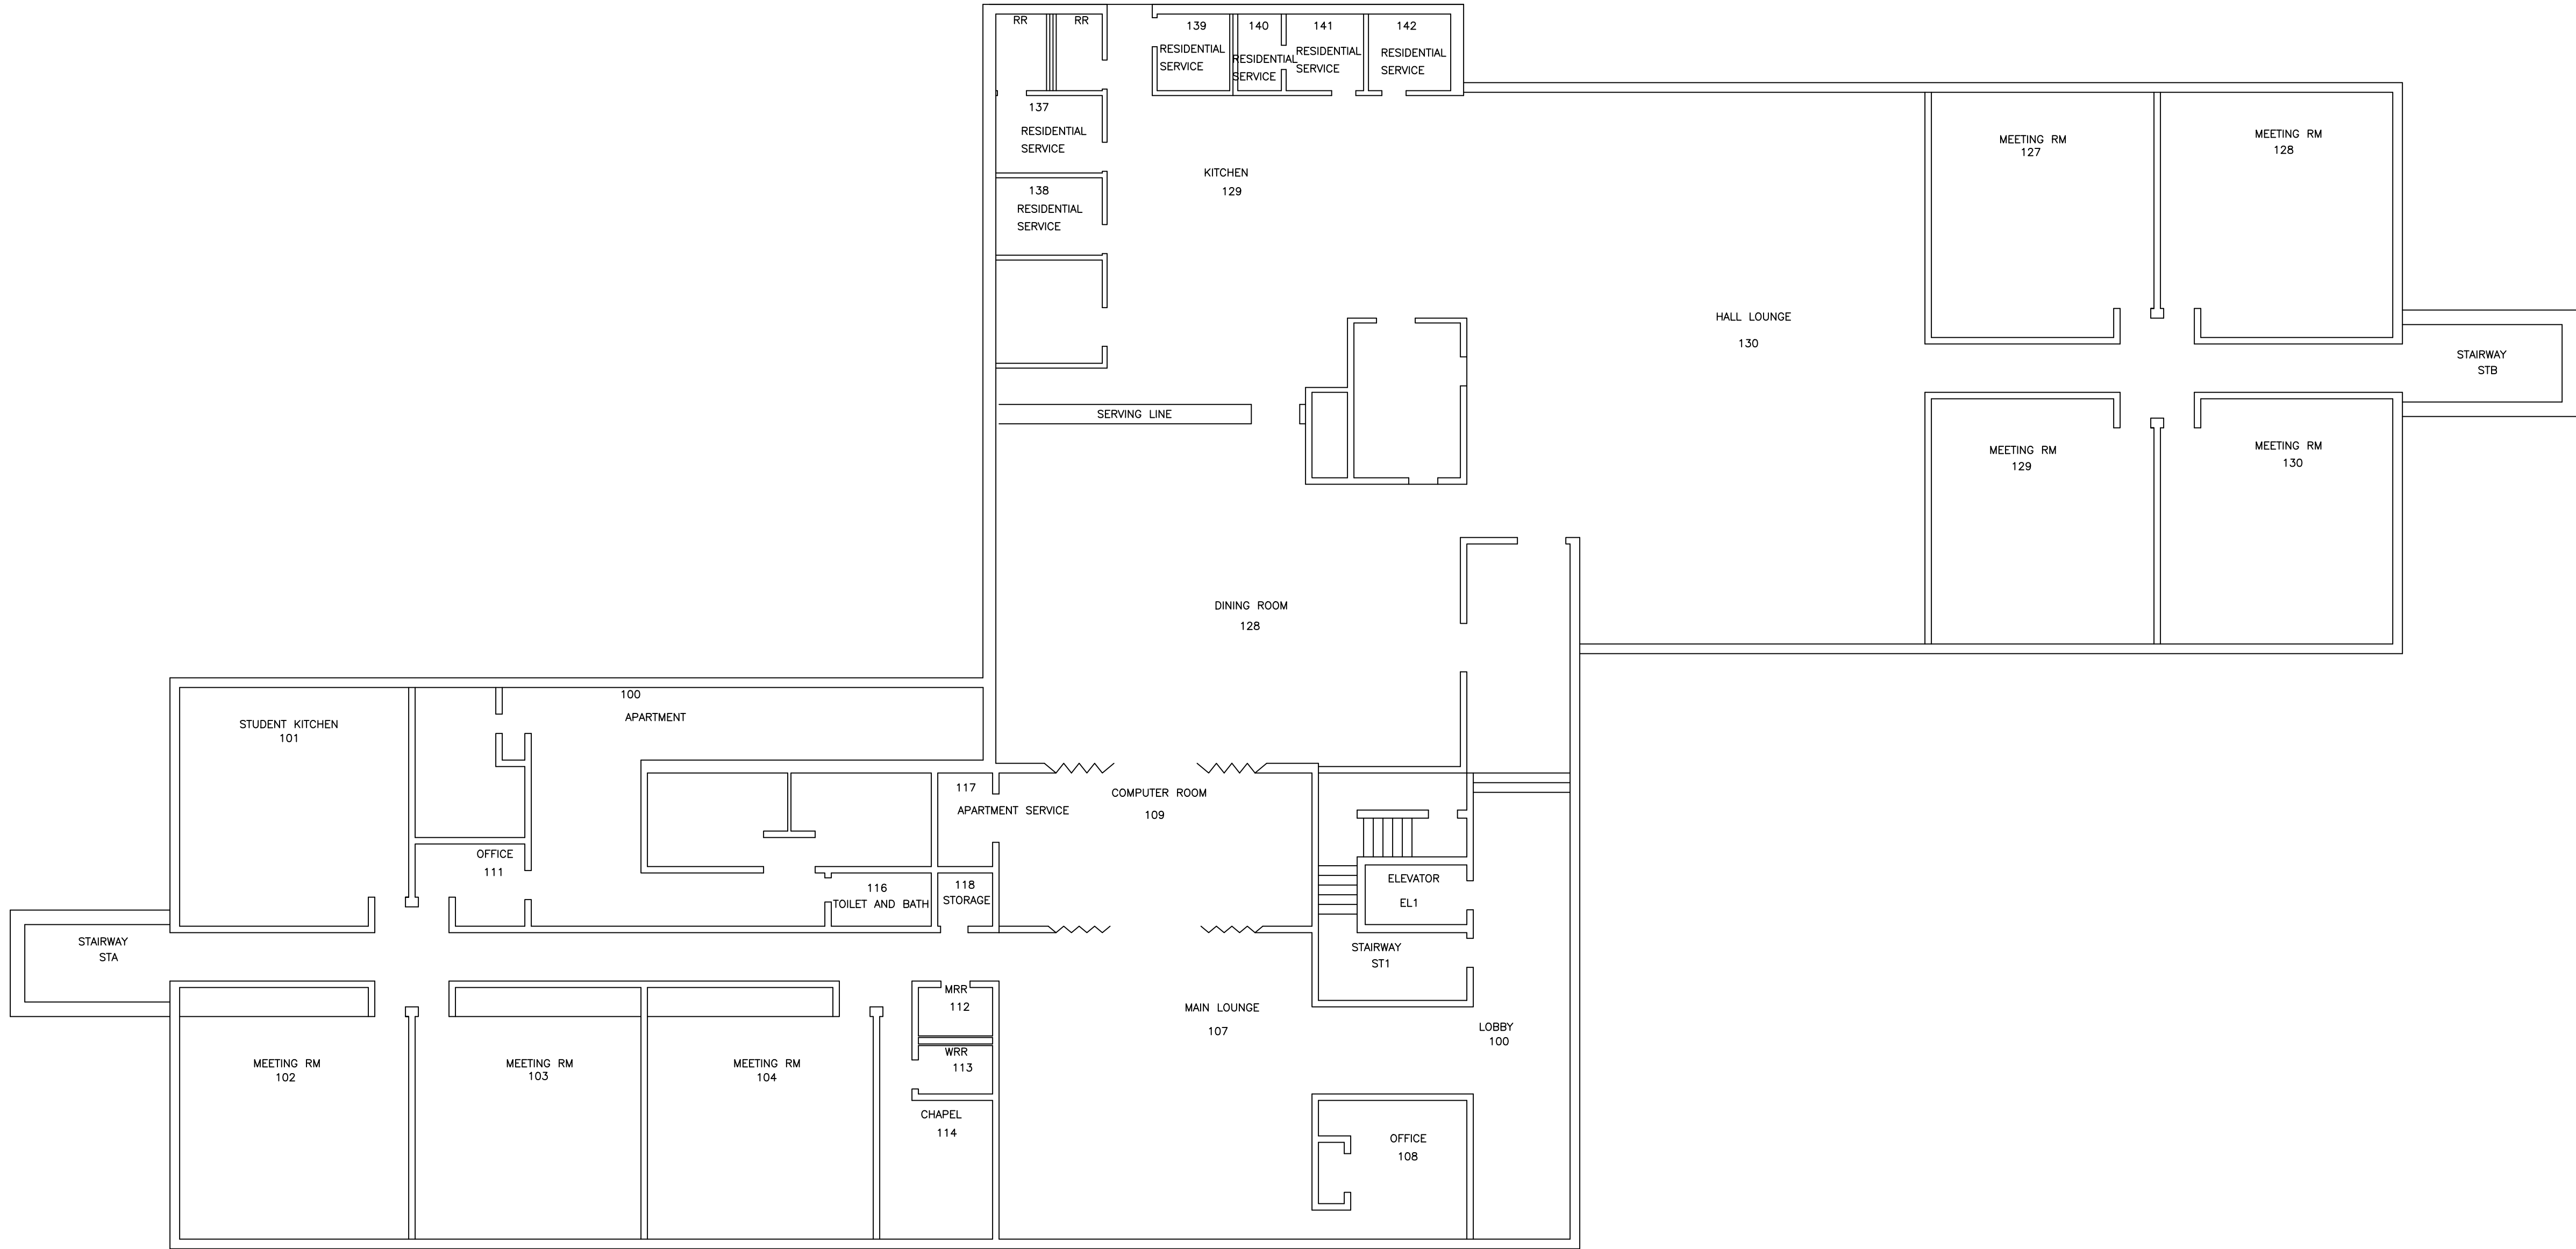 RR
RR
139
RESIDENTIAL
SERVICE
140
RESIDENTIAL
SERVICE
141
RESIDENTIAL
SERVICE
142
RESIDENTIAL
SERVICE
137
RESIDENTIAL
SERVICE
138
RESIDENTIAL
SERVICE
KITCHEN
129
MEETING RM
127
MEETING RM
128
HALL LOUNGE
130
STAIRWAY
STB
SERVING LINE
MEETING RM
129
MEETING RM
130
DINING ROOM
128
100
APARTMENT
STUDENT KITCHEN
101
117
APARTMENT SERVICE
COMPUTER ROOM
109
OFFICE
111
116
TOILET AND BATH
118
STORAGE
ELEVATOR
EL1
STAIRWAY
STA
STAIRWAY
ST1
MRR
112
MAIN LOUNGE
107
LOBBY
100
WRR
113
MEETING RM
102
MEETING RM
103
MEETING RM
104
CHAPEL
114
OFFICE
108